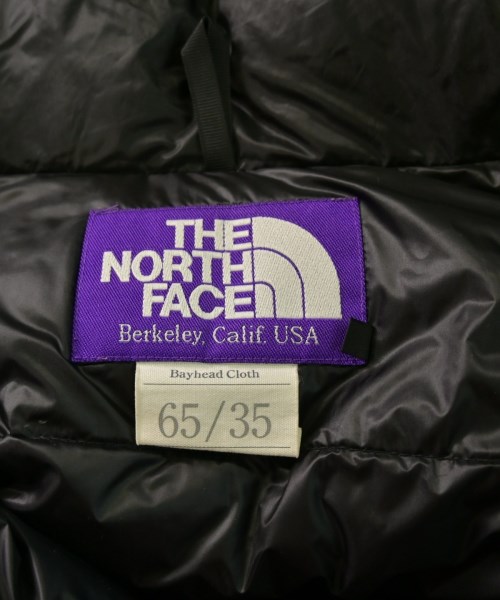 THE
NORTH
FACE
Berkeley, Calif. USA
Bayhead Cloth
65/35